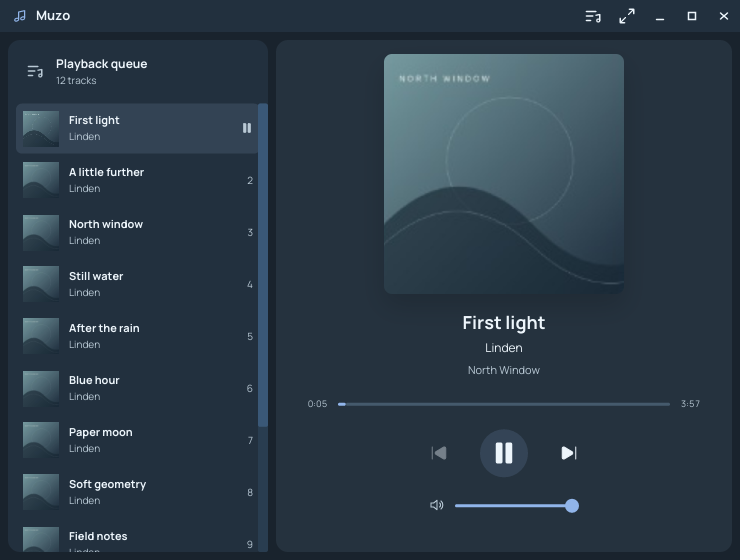 Muzo
Playback queue
12 tracks
First light
Linden
A little further
Linden
2
North window
Linden
3
Still water
Linden
4
After the rain
Linden
5
Blue hour
Linden
6
Paper moon
Linden
7
Soft geometry
Linden
8
Field notes
Linden
9
NORTH WINDOW
First light
Linden
North Window
0:05
3:57